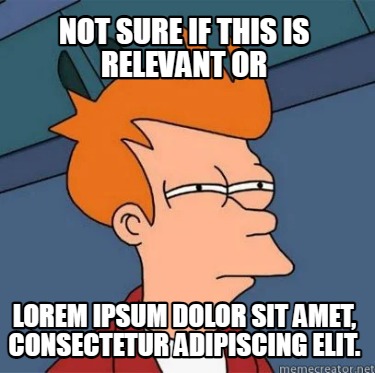 NOT SURE IF THIS IS
RELEVANT OR
LOREM IPSUM DOLOR SIT AMET,
CONSECTETUR ADIPISCING ELIT.
memecreator.net